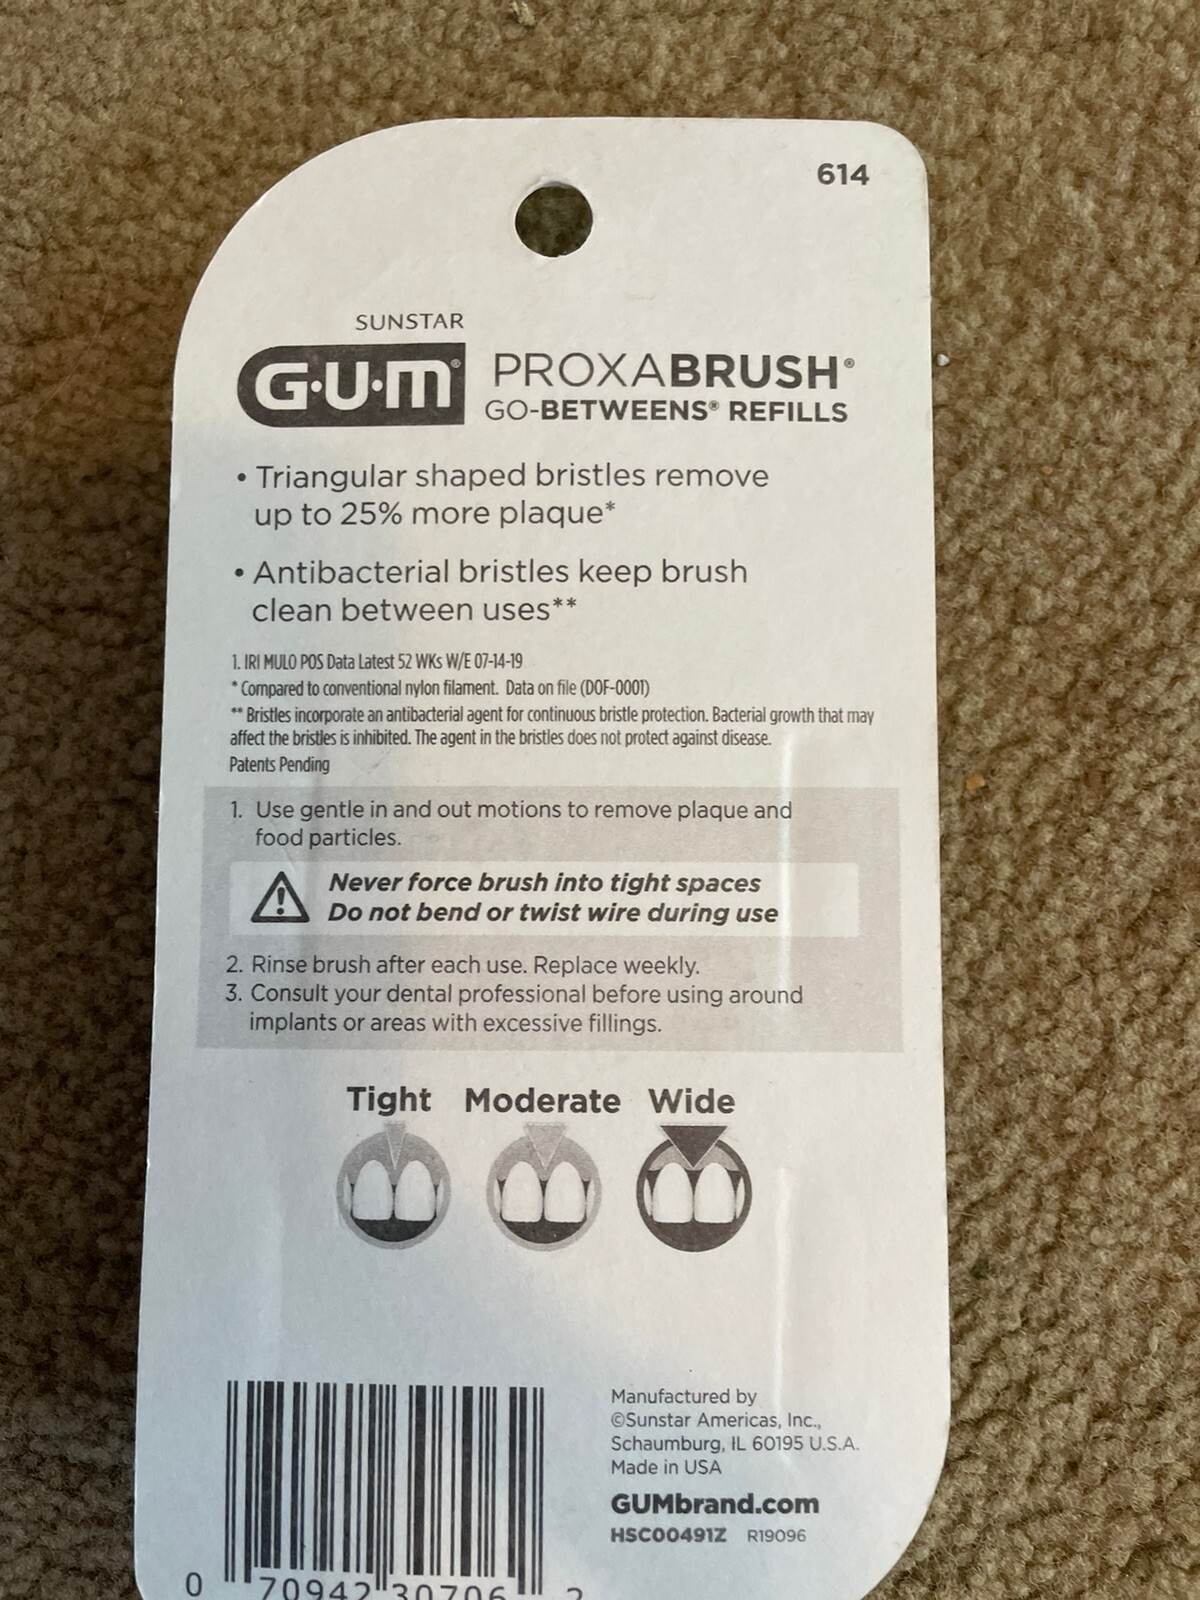 614
SUNSTAR
G·U·M®
PROXABRUSH®
GO-BETWEENS® REFILLS
• Triangular shaped bristles remove
up to 25% more plaque*
• Antibacterial bristles keep brush
clean between uses**
1. IRI MULO POS Data Latest 52 WKs W/E 07-14-19
* Compared to conventional nylon filament. Data on file (DOF-0001)
** Bristles incorporate an antibacterial agent for continuous bristle protection. Bacterial growth that may
affect the bristles is inhibited. The agent in the bristles does not protect against disease.
Patents Pending
1. Use gentle in and out motions to remove plaque and
food particles.
Never force brush into tight spaces
Do not bend or twist wire during use
2. Rinse brush after each use. Replace weekly.
3. Consult your dental professional before using around
implants or areas with excessive fillings.
Tight Moderate Wide
Manufactured by
©Sunstar Americas, Inc.,
Schaumburg, IL 60195 U.S.A.
Made in USA
GUMbrand.com
HSC00491Z R19096
0 70942 30706 2